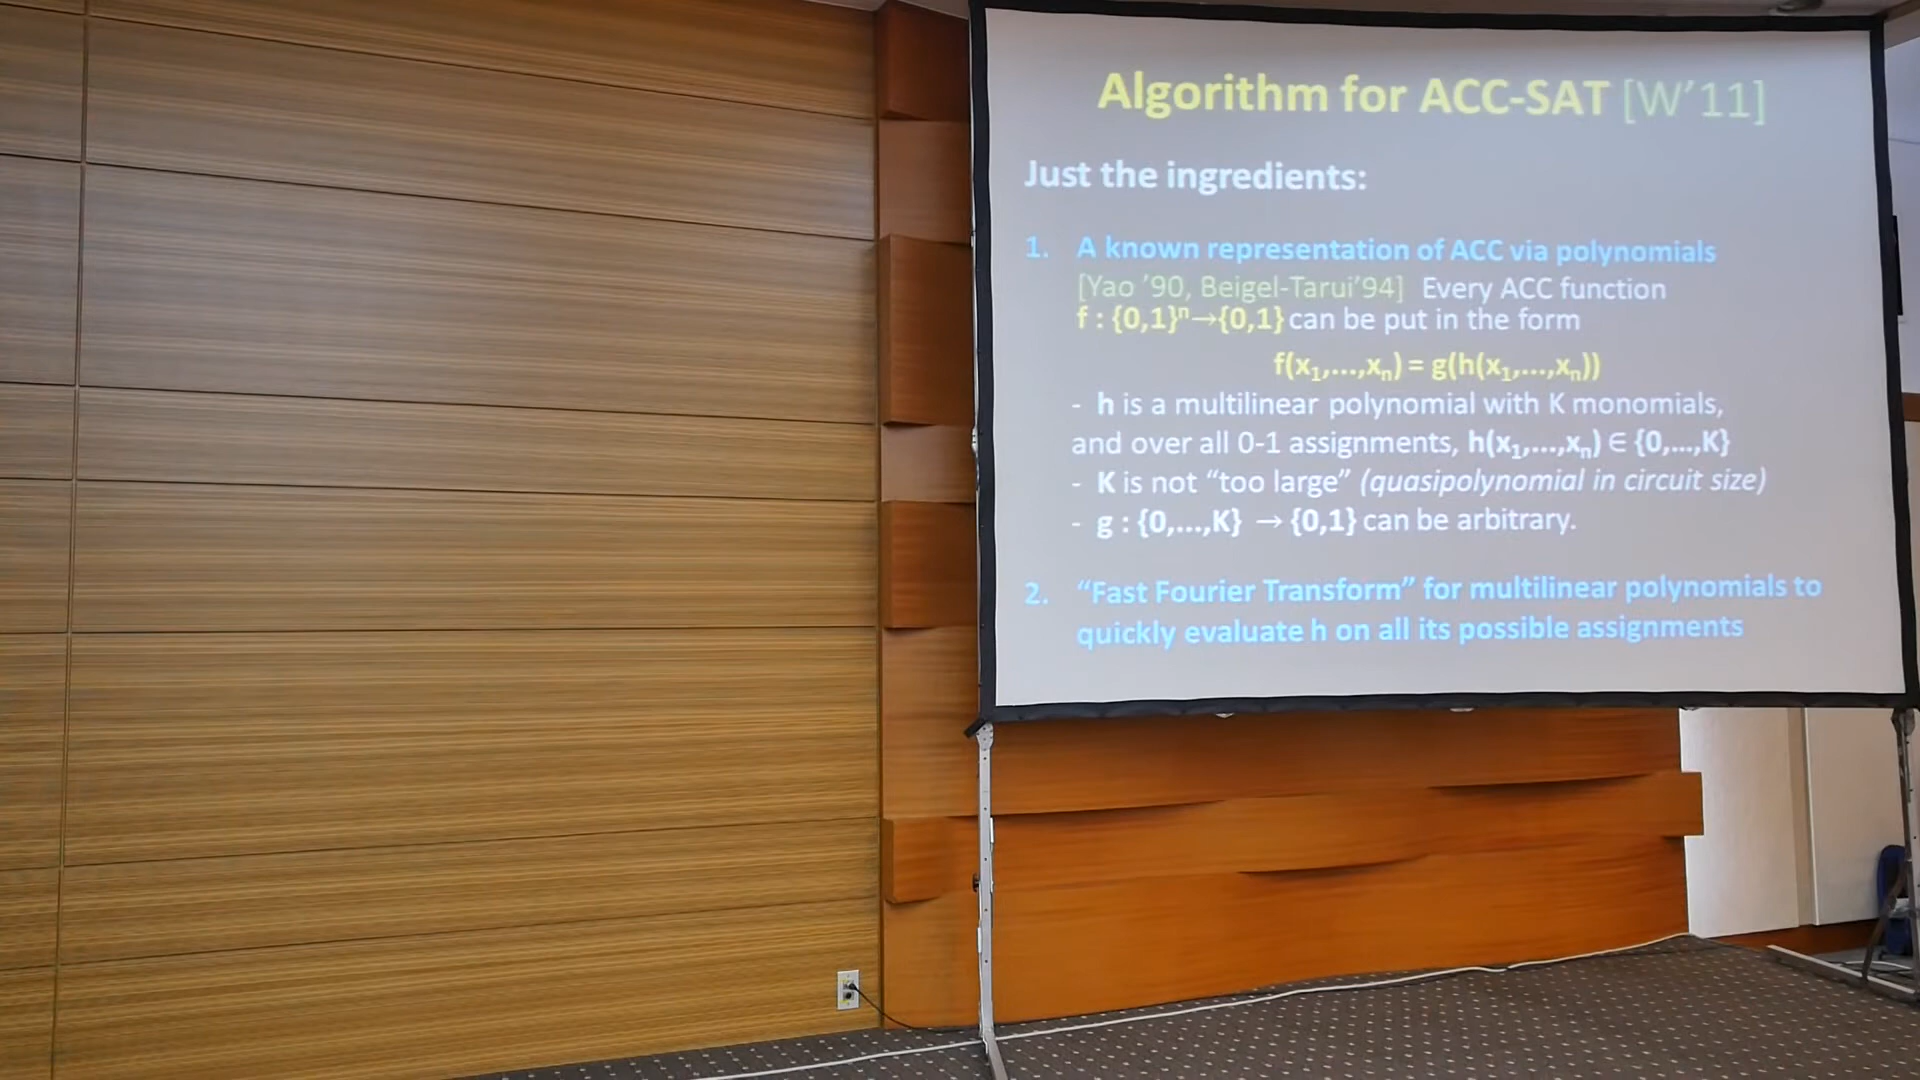 Algorithm for ACC-SAT [W’11]
Just the ingredients:
1. A known representation of ACC via polynomials
[Yao ’90, Beigel-Tarui’94] Every ACC function
f : {0,1}ⁿ→{0,1} can be put in the form
f(x₁,...,xₙ) = g(h(x₁,...,xₙ))
- h is a multilinear polynomial with K monomials,
and over all 0-1 assignments, h(x₁,...,xₙ) ∈ {0,...,K}
- K is not “too large” (quasipolynomial in circuit size)
- g : {0,...,K} → {0,1} can be arbitrary.
2. “Fast Fourier Transform” for multilinear polynomials to
quickly evaluate h on all its possible assignments